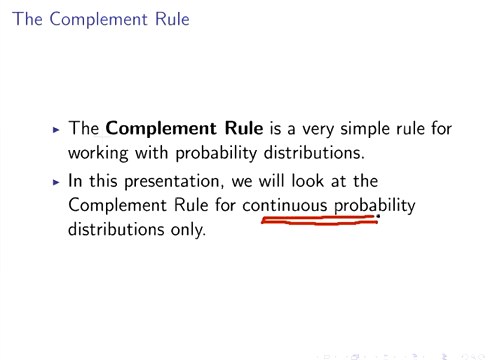 The Complement Rule
The Complement Rule is a very simple rule for
working with probability distributions.
In this presentation, we will look at the
Complement Rule for continuous probability
distributions only.